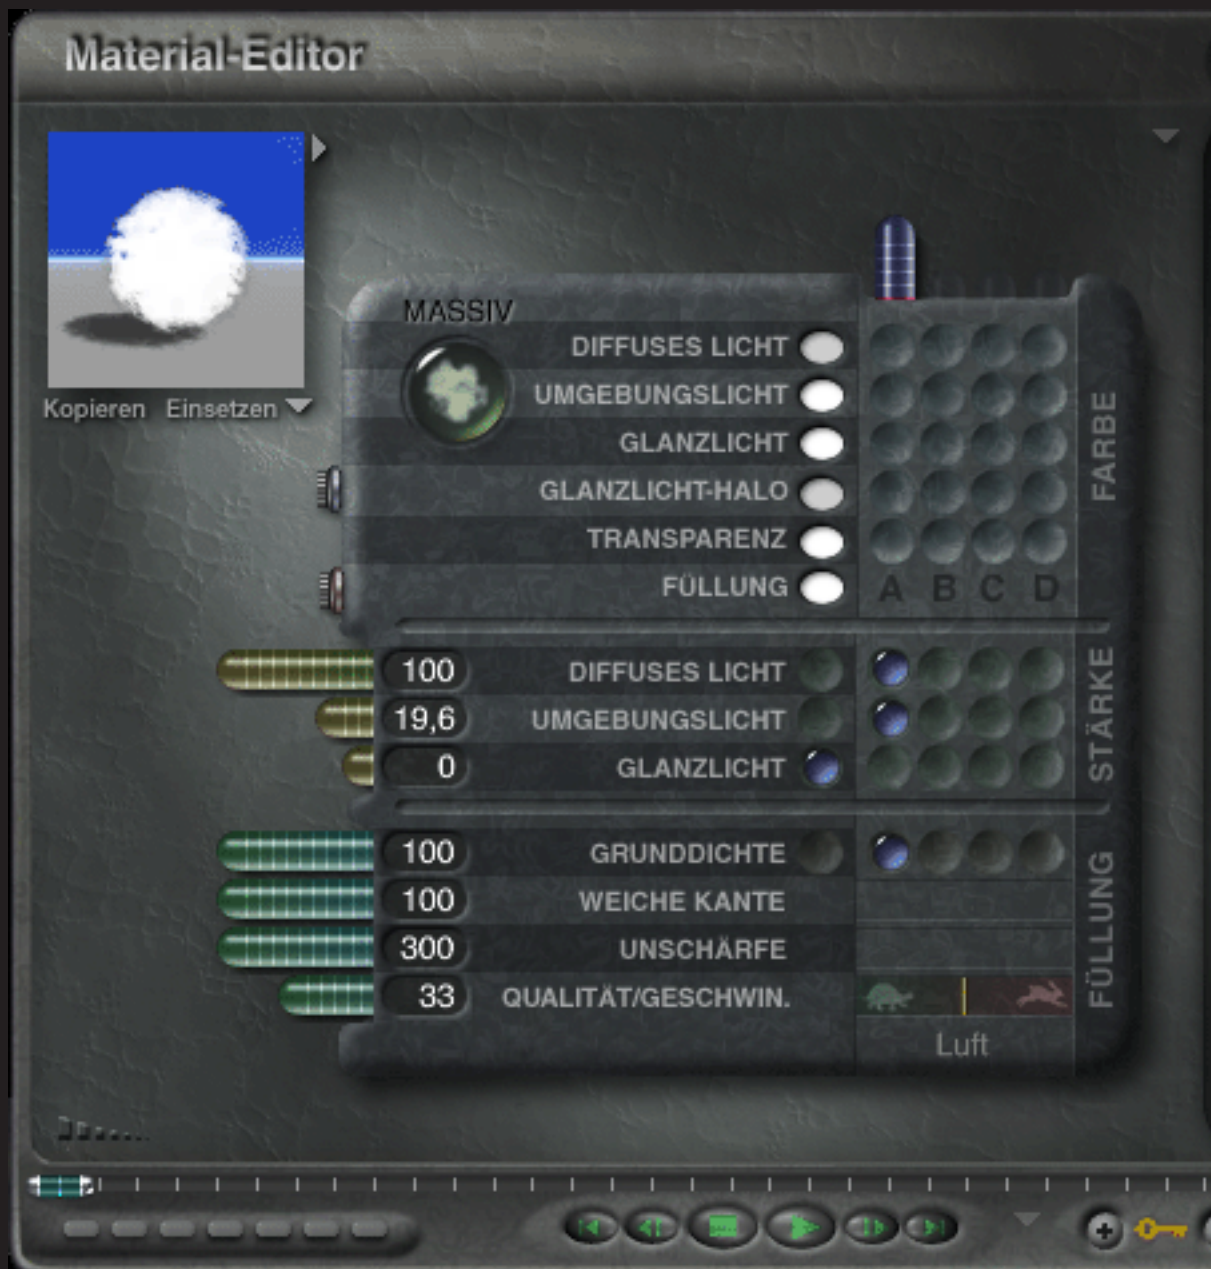 Material-Editor
Kopieren Einsetzen
MASSIV
DIFFUSES LICHT
UMGEBUNGSLICHT
GLANZLICHT
GLANZLICHT-HALO
TRANSPARENZ
FÜLLUNG
A B C D
FARBE
100 DIFFUSES LICHT
19,6 UMGEBUNGSLICHT
0 GLANZLICHT
STÄRKE
100 GRUNDDICHTE
100 WEICHE KANTE
300 UNSCHÄRFE
33 QUALITÄT/GESCHWIN.
FÜLLUNG
Luft